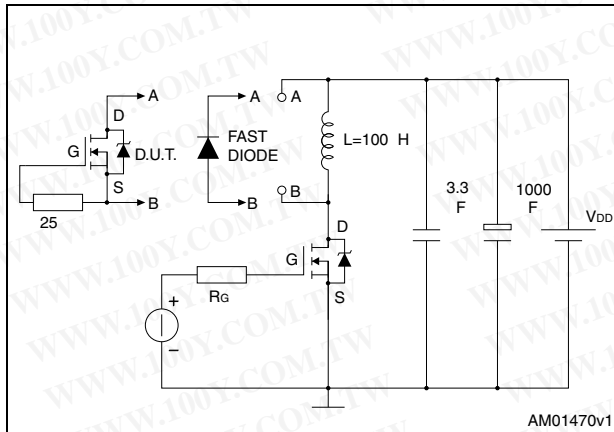 A
D
G
D.U.T.
S
B
25
A
FAST
DIODE
B
A
L=100 H
B
D
G
S
RG
+
−
3.3
F
1000
F
VDD
AM01470v1
WWW.100Y.COM.TW